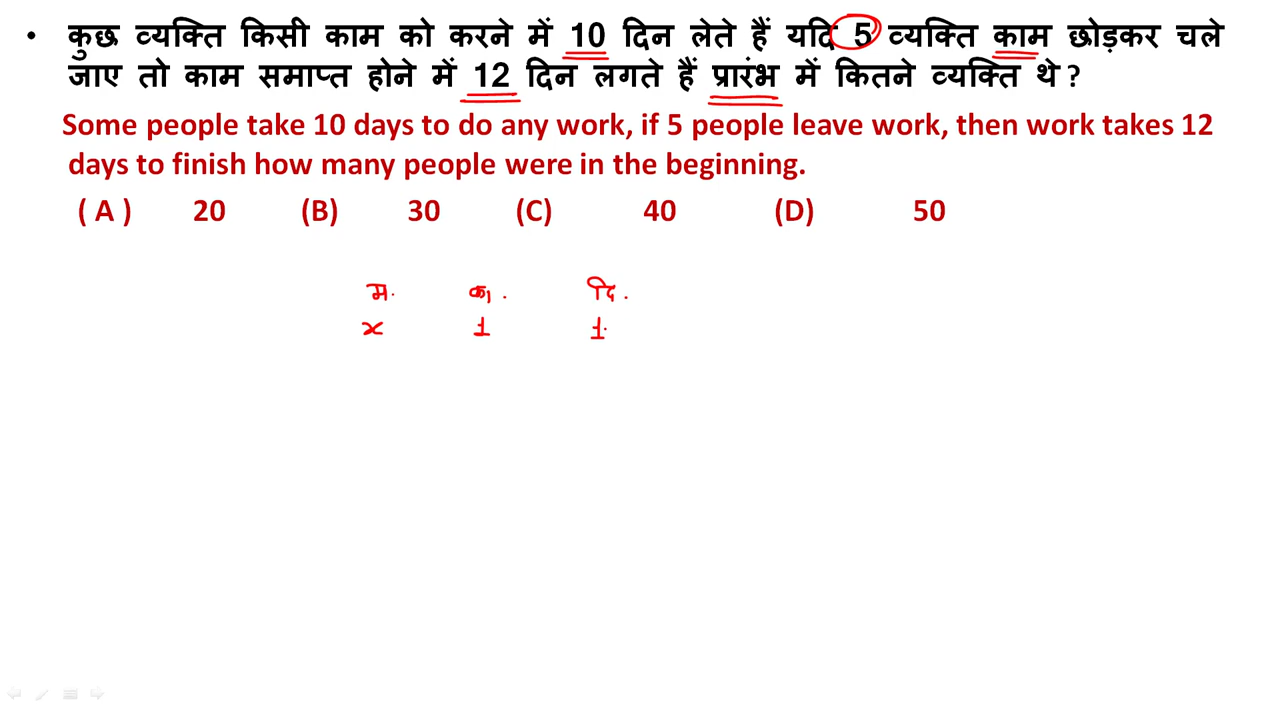 • कुछ व्यक्ति किसी काम को करने में 10 दिन लेते हैं यदि 5 व्यक्ति काम छोड़कर चले
जाए तो काम समाप्त होने में 12 दिन लगते हैं प्रारंभ में कितने व्यक्ति थे ?
Some people take 10 days to do any work, if 5 people leave work, then work takes 12
days to finish how many people were in the beginning.
( A ) 20 (B) 30 (C) 40 (D) 50
म. का. दि.
x 1 1